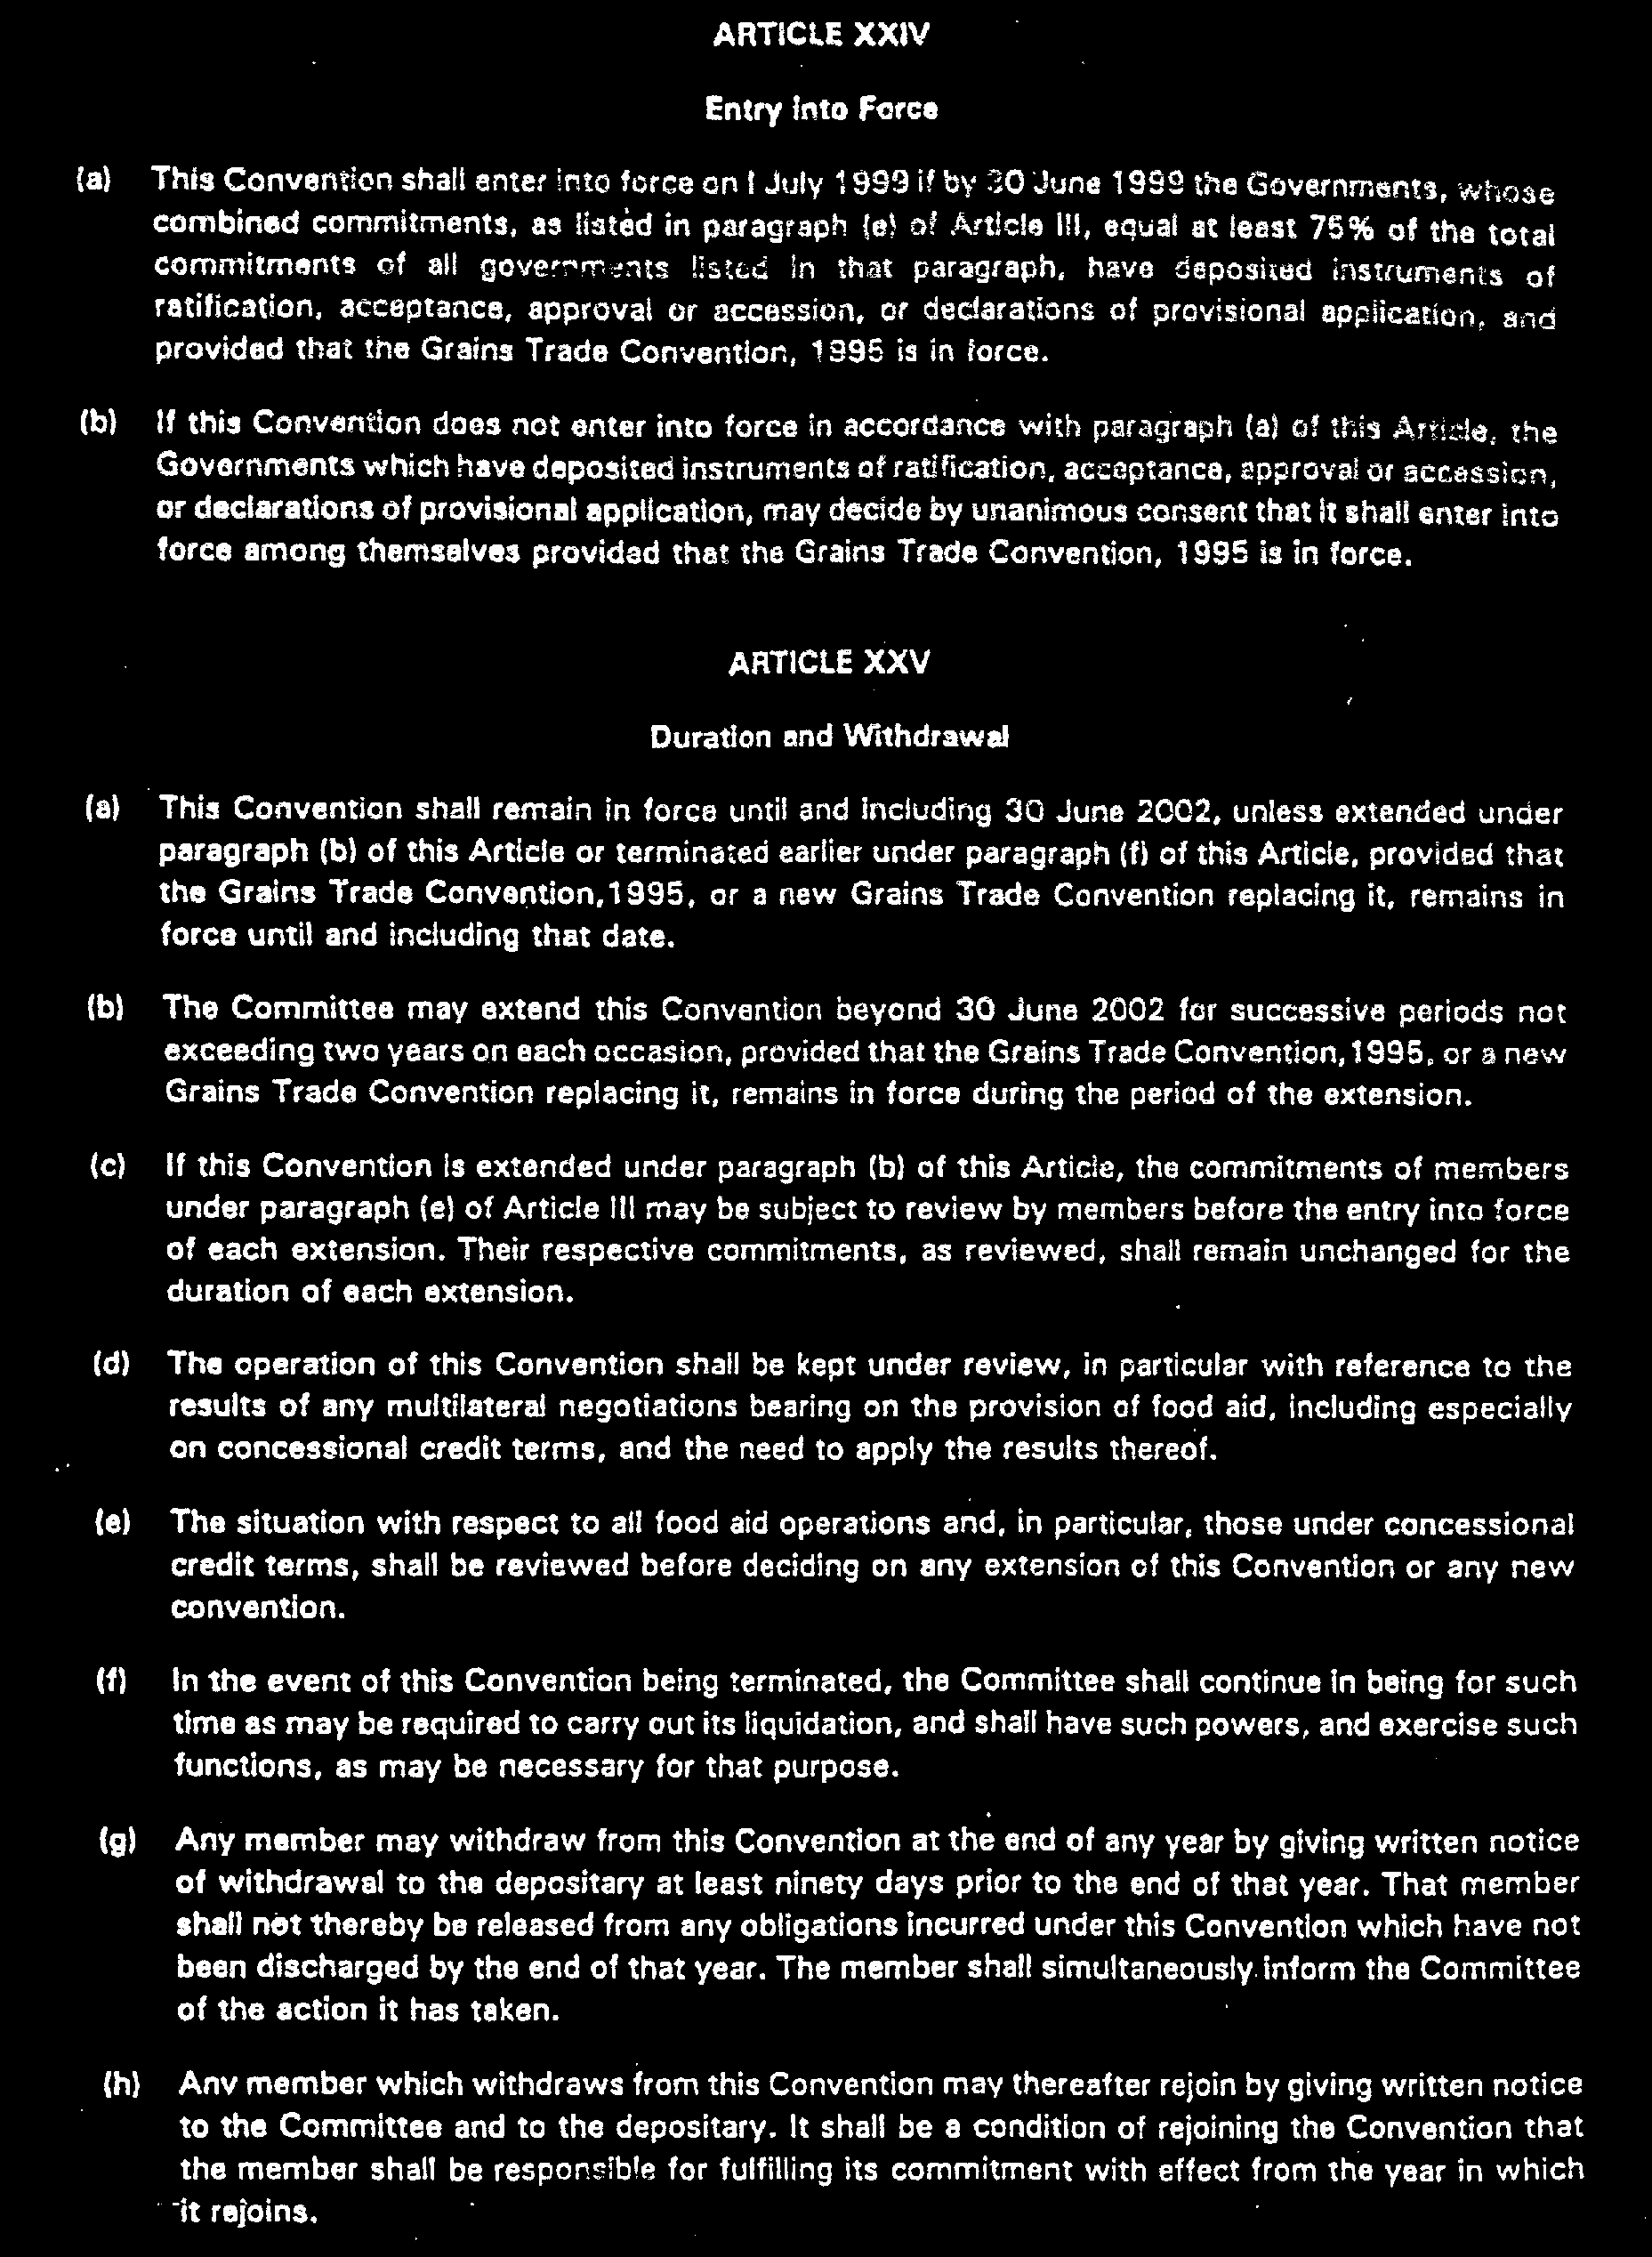 ARTICLE XXIV
Entry into Force
(a) This Convention shall enter into force on 1 July 1999 if by 30 June 1999 the Governments, whose
combined commitments, as listed in paragraph (e) of Article III, equal at least 75% of the total
commitments of all governments listed in that paragraph, have deposited instruments of
ratification, acceptance, approval or accession, or declarations of provisional application, and
provided that the Grains Trade Convention, 1995 is in force.
(b) If this Convention does not enter into force in accordance with paragraph (a) of this Article, the
Governments which have deposited instruments of ratification, acceptance, approval or accession,
or declarations of provisional application, may decide by unanimous consent that it shall enter into
force among themselves provided that the Grains Trade Convention, 1995 is in force.
ARTICLE XXV
Duration and Withdrawal
(a) This Convention shall remain in force until and including 30 June 2002, unless extended under
paragraph (b) of this Article or terminated earlier under paragraph (f) of this Article, provided that
the Grains Trade Convention,1995, or a new Grains Trade Convention replacing it, remains in
force until and including that date.
(b) The Committee may extend this Convention beyond 30 June 2002 for successive periods not
exceeding two years on each occasion, provided that the Grains Trade Convention,1995, or a new
Grains Trade Convention replacing it, remains in force during the period of the extension.
(c) If this Convention is extended under paragraph (b) of this Article, the commitments of members
under paragraph (e) of Article III may be subject to review by members before the entry into force
of each extension. Their respective commitments, as reviewed, shall remain unchanged for the
duration of each extension.
(d) The operation of this Convention shall be kept under review, in particular with reference to the
results of any multilateral negotiations bearing on the provision of food aid, including especially
on concessional credit terms, and the need to apply the results thereof.
(e) The situation with respect to all food aid operations and, in particular, those under concessional
credit terms, shall be reviewed before deciding on any extension of this Convention or any new
convention.
(f) In the event of this Convention being terminated, the Committee shall continue in being for such
time as may be required to carry out its liquidation, and shall have such powers, and exercise such
functions, as may be necessary for that purpose.
(g) Any member may withdraw from this Convention at the end of any year by giving written notice
of withdrawal to the depositary at least ninety days prior to the end of that year. That member
shall not thereby be released from any obligations incurred under this Convention which have not
been discharged by the end of that year. The member shall simultaneously inform the Committee
of the action it has taken.
(h) Any member which withdraws from this Convention may thereafter rejoin by giving written notice
to the Committee and to the depositary. It shall be a condition of rejoining the Convention that
the member shall be responsible for fulfilling its commitment with effect from the year in which
it rejoins.